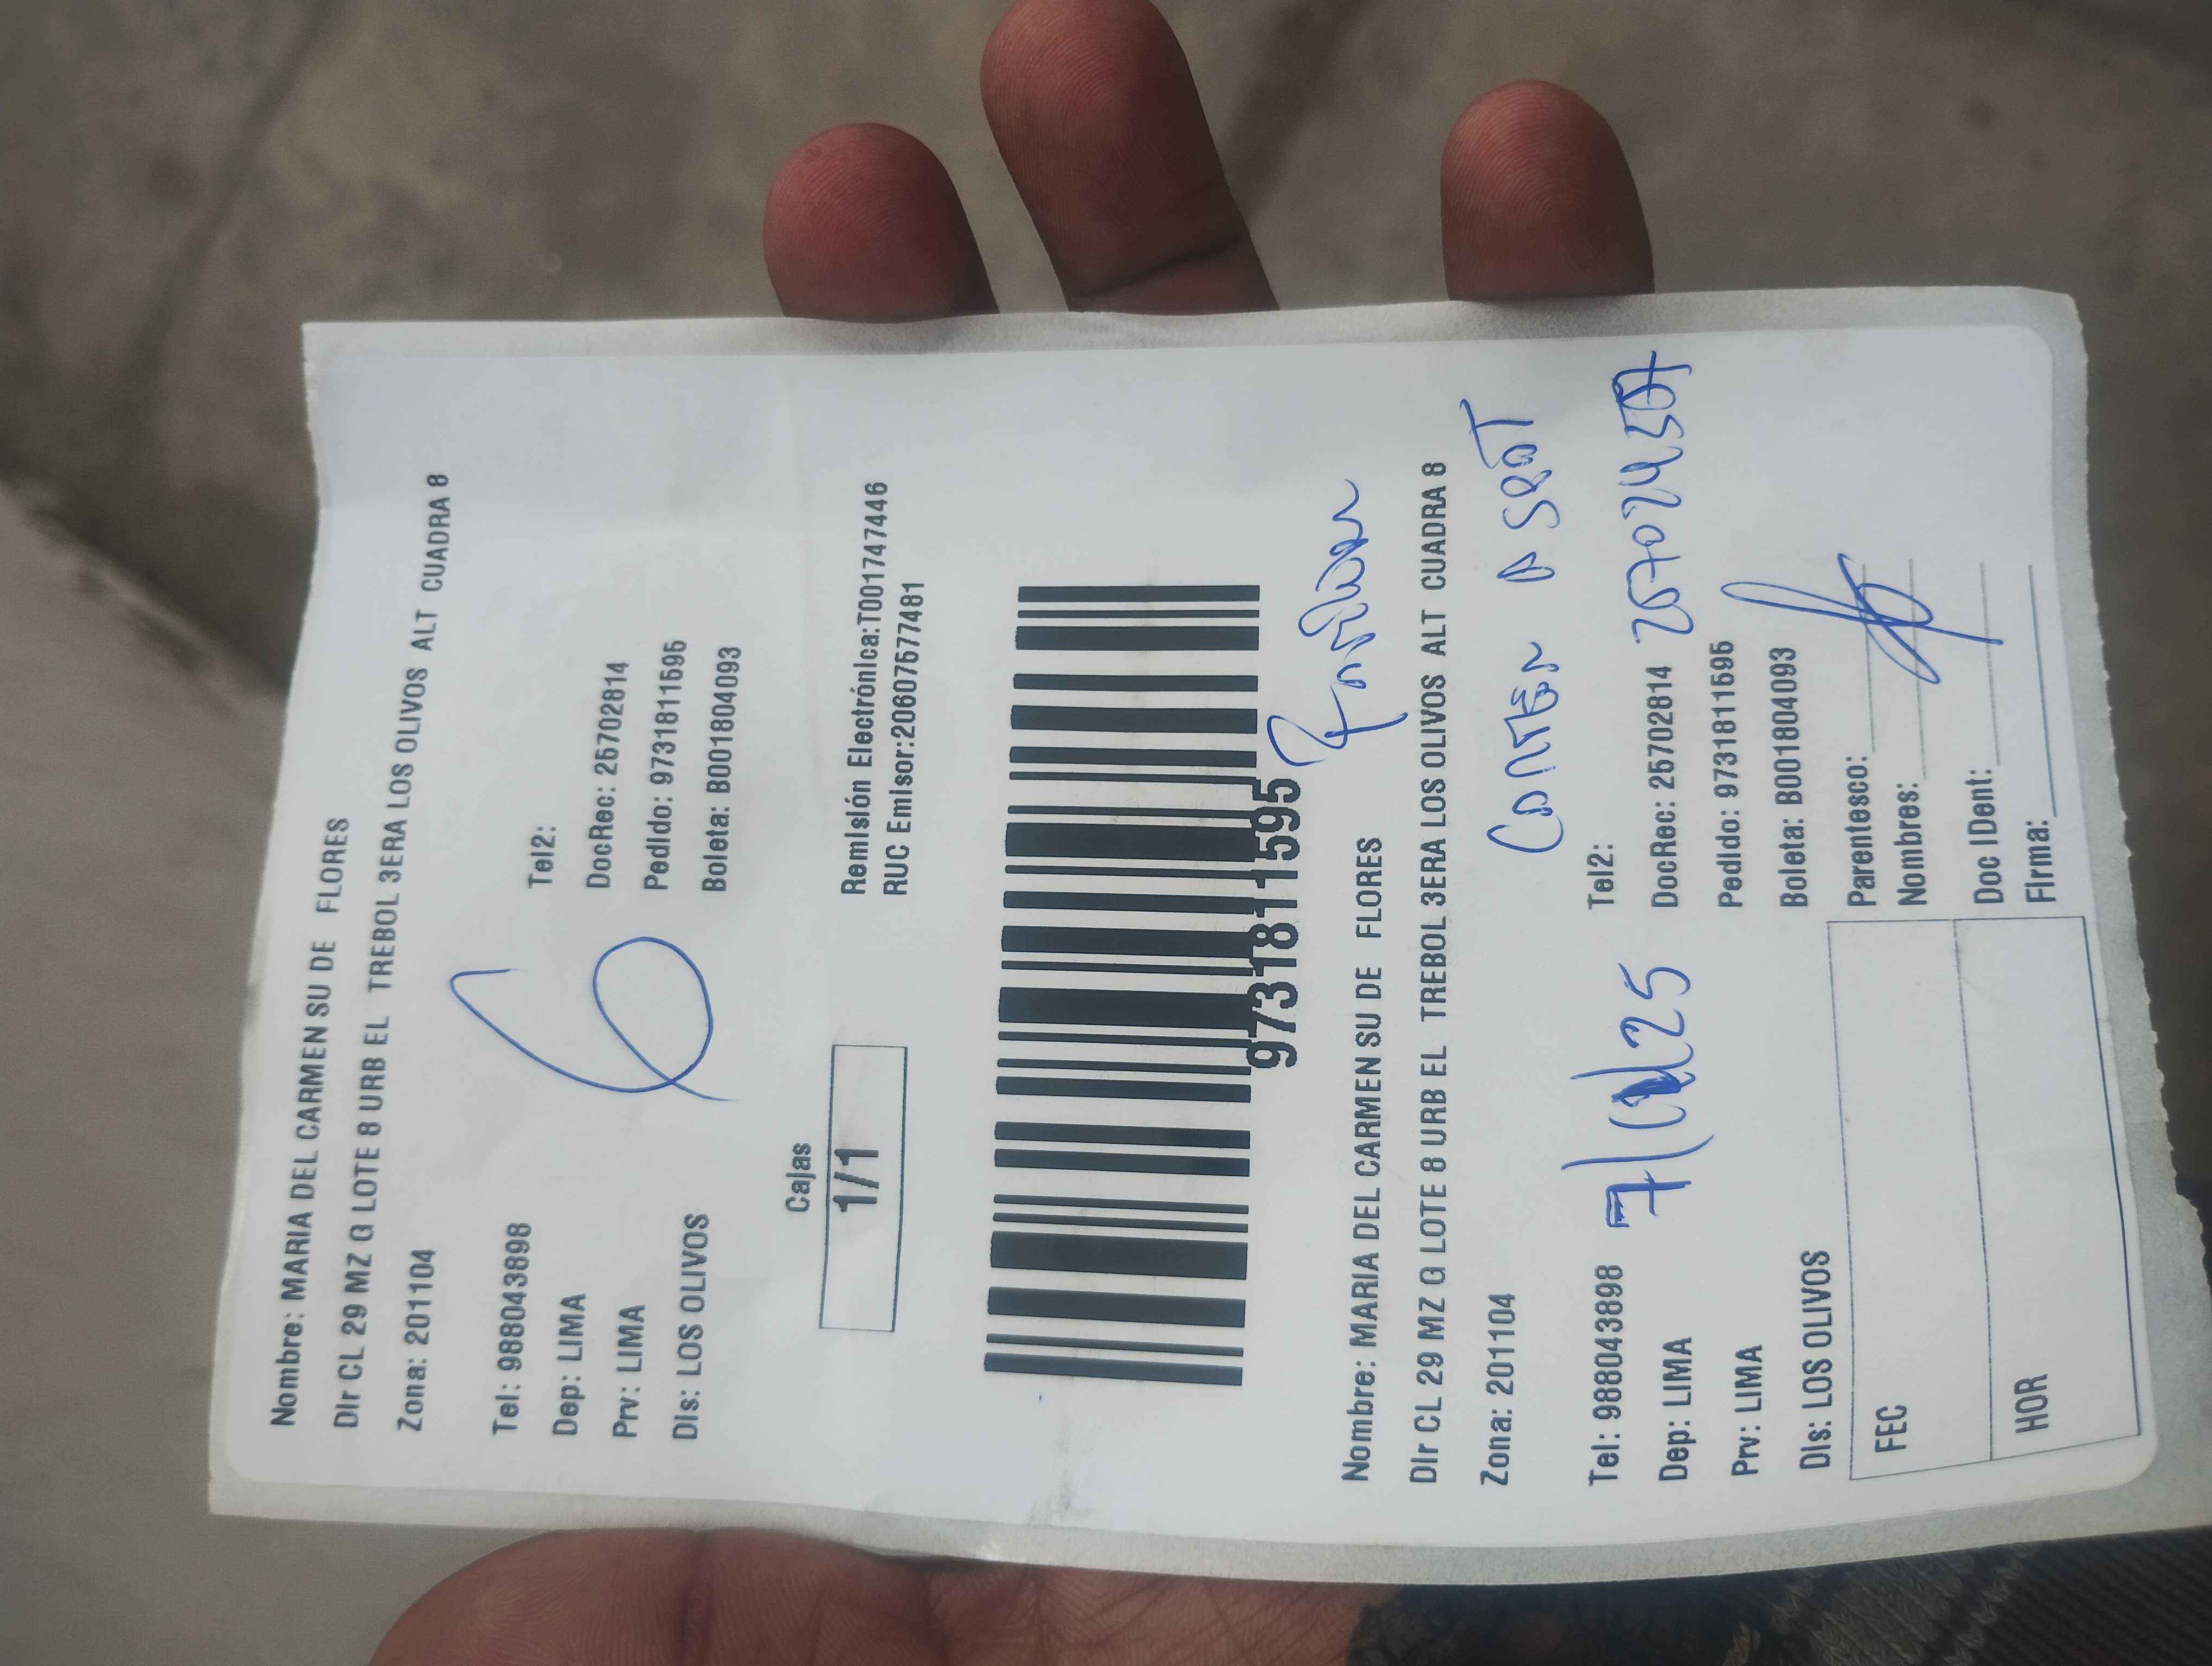 Nombre: MARIA DEL CARMEN SU DE FLORES
Dir CL 29 MZ G LOTE 8 URB EL TREBOL 3ERA LOS OLIVOS ALT CUADRA 8
Zona: 201104
Tel: 988043898 Tel2:
Dep: LIMA DocRec: 25702814
Prv: LIMA Pedido: 9731811595
Dis: LOS OLIVOS Boleta: B001804093
6
Cajas
1/1
Remisión Electrónica:T001747446
RUC Emisor:20607577481
9731811595
Nombre: MARIA DEL CARMEN SU DE FLORES
Dir CL 29 MZ G LOTE 8 URB EL TREBOL 3ERA LOS OLIVOS ALT CUADRA 8
Zona: 201104
Tel: 988043898 Tel2:
Dep: LIMA DocRec: 25702814
Prv: LIMA Pedido: 9731811595
Dis: LOS OLIVOS Boleta: B001804093
FEC Parentesco:
Nombres:
HOR Doc IDent:
Firma: